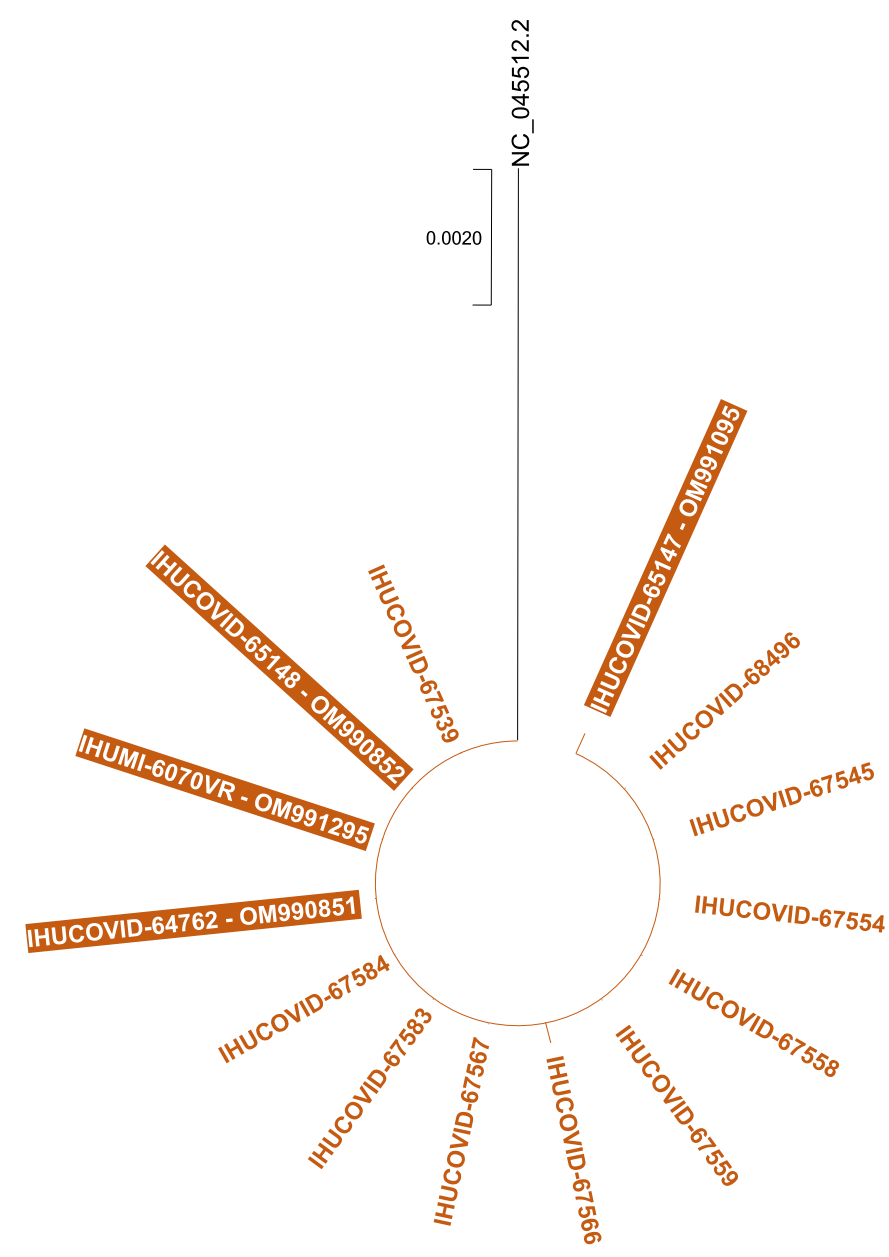 NC_045512.2
0.0020
IHUCOVID-65147 - OM991095
IHUCOVID-68496
IHUCOVID-67545
IHUCOVID-67554
IHUCOVID-67558
IHUCOVID-67559
IHUCOVID-67566
IHUCOVID-67567
IHUCOVID-67583
IHUCOVID-67584
IHUCOVID-64762 - OM990851
IHUMI-6070VR - OM991295
IHUCOVID-65148 - OM990852
IHUCOVID-67539